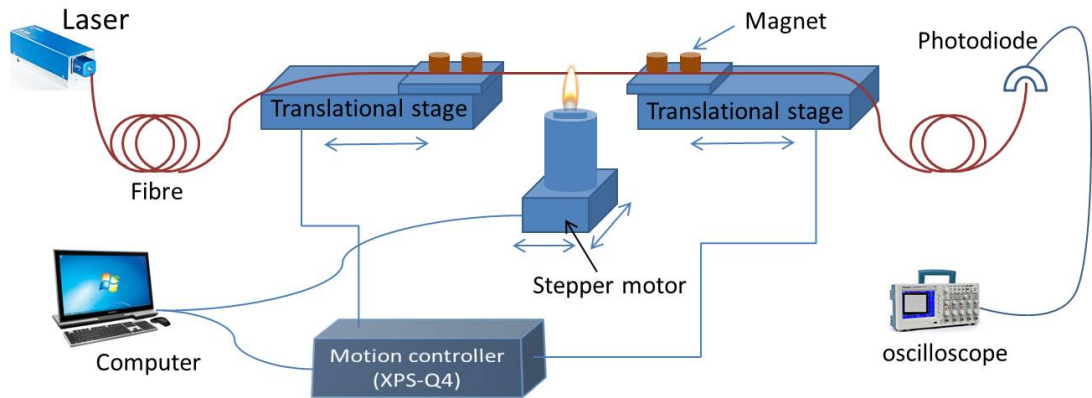 Laser
Magnet
Photodiode
Translational stage
Translational stage
Fibre
Stepper motor
Computer
Motion controller
(XPS-Q4)
oscilloscope